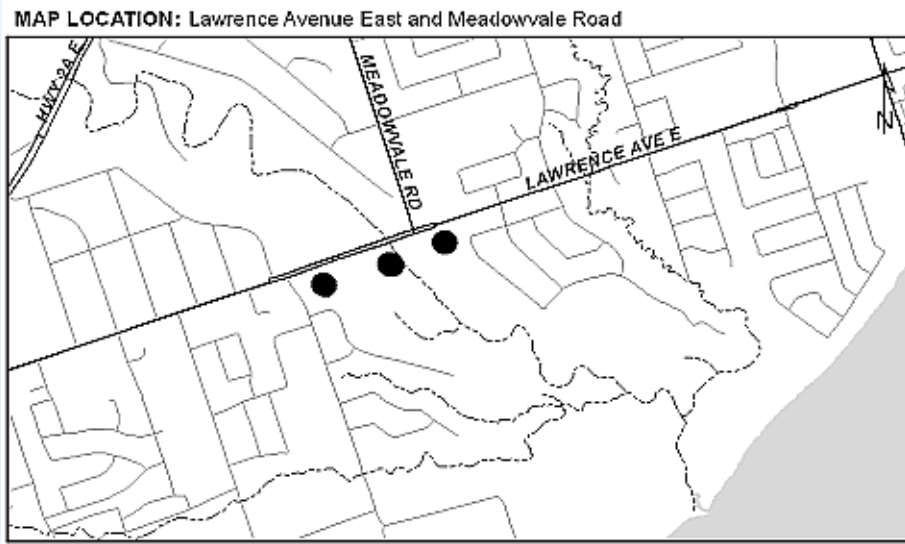 MAP LOCATION: Lawrence Avenue East and Meadowvale Road
HWY 2A E
MEADOWVALE RD
LAWRENCE AVE E
N